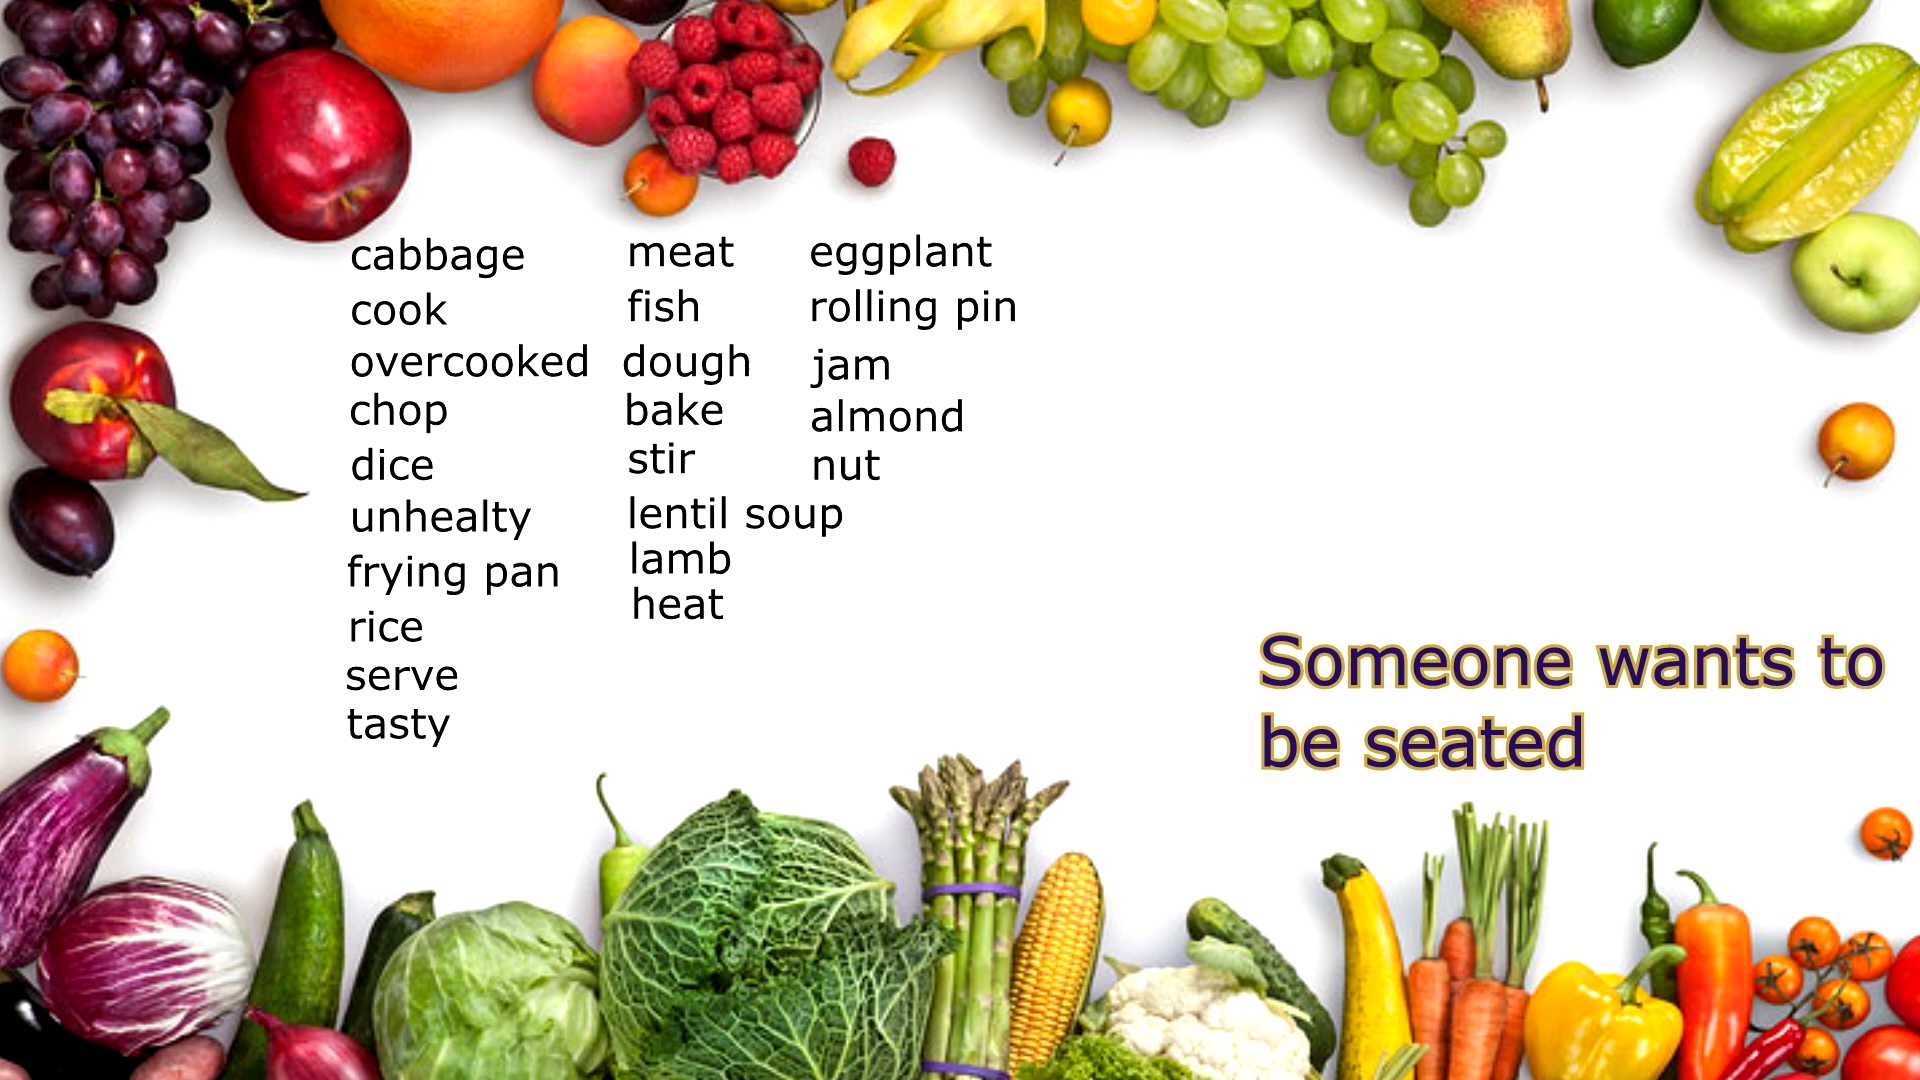 cabbage
cook
overcooked
chop
dice
unhealty
frying pan
rice
serve
tasty
meat
fish
dough
bake
stir
lentil soup
lamb
heat
eggplant
rolling pin
jam
almond
nut
Someone wants to
be seated